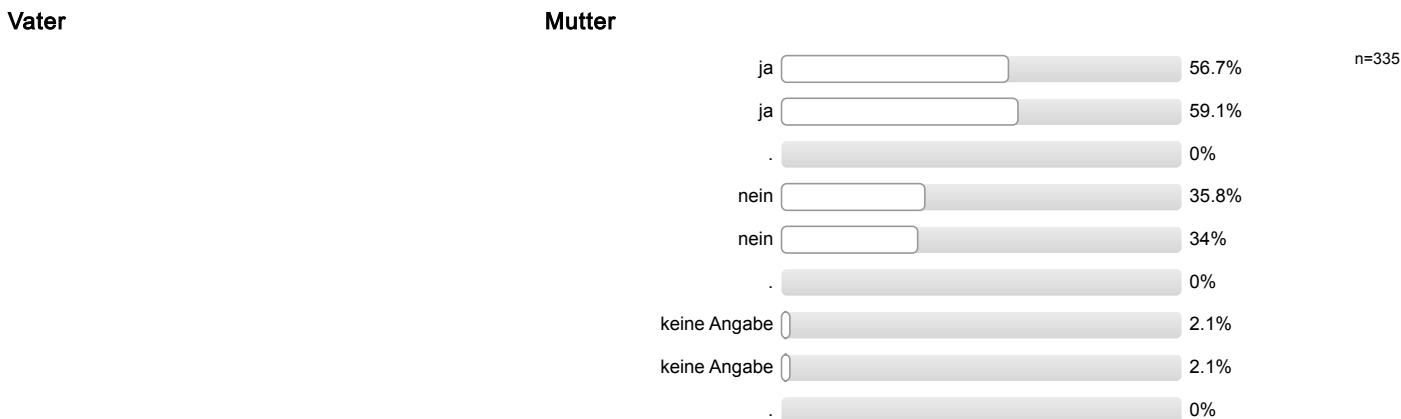 Vater Mutter
ja 56.7% n=335
ja 59.1%
. 0%
nein 35.8%
nein 34%
. 0%
keine Angabe 2.1%
keine Angabe 2.1%
. 0%